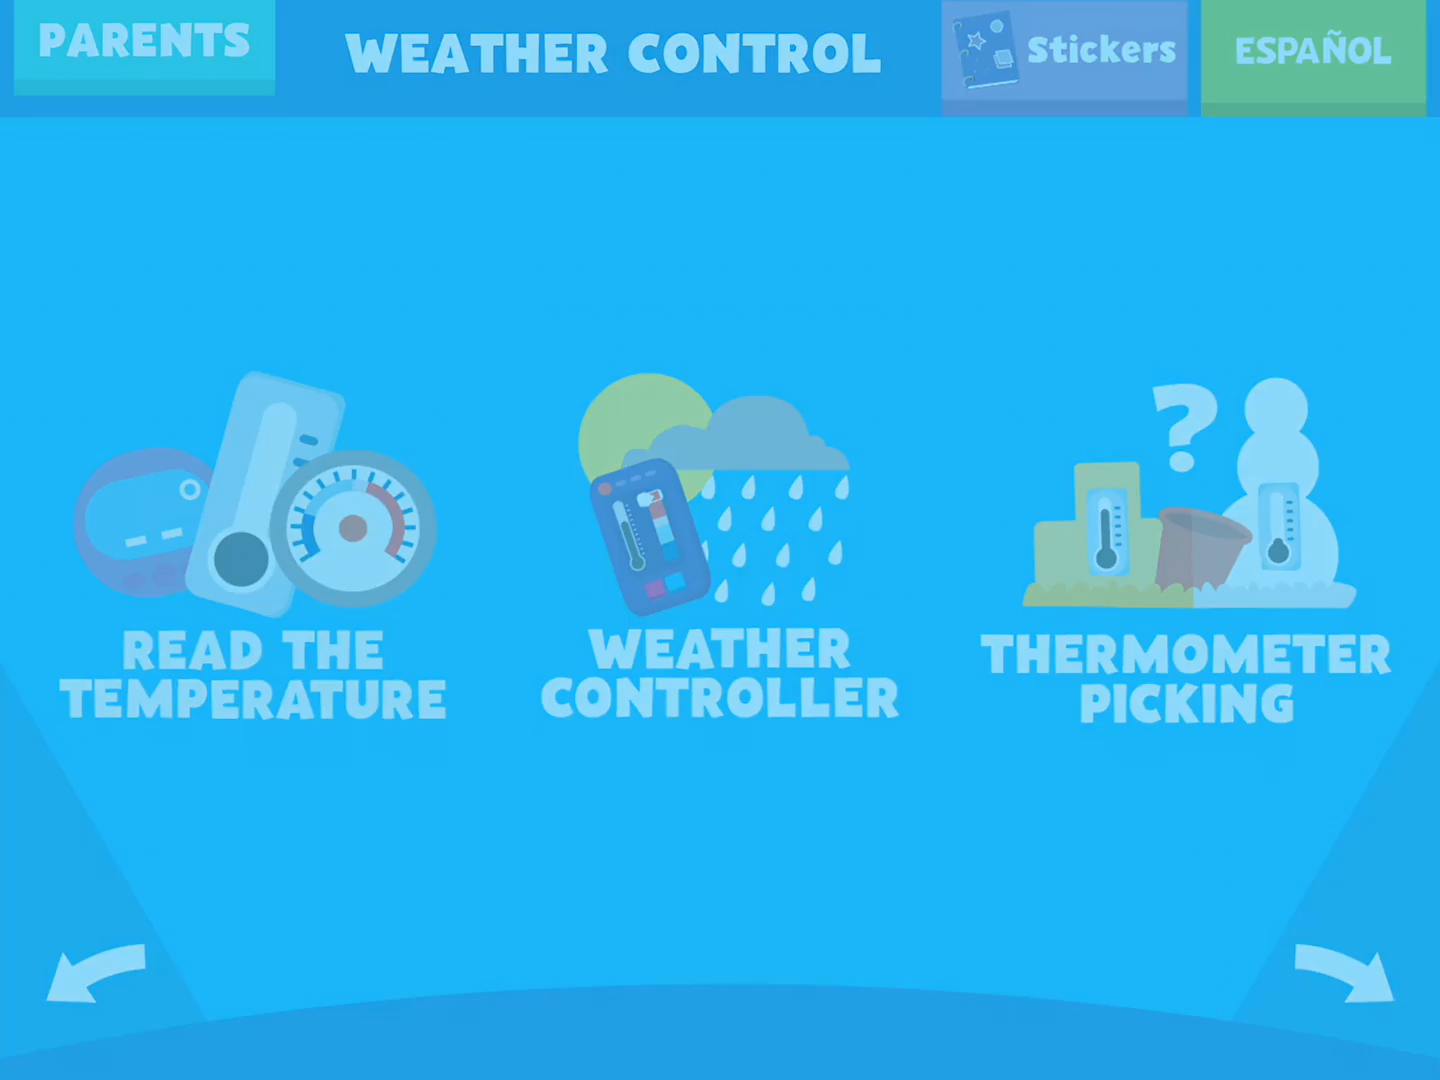 PARENTS
WEATHER CONTROL
Stickers
ESPAÑOL
READ THE
TEMPERATURE
WEATHER
CONTROLLER
?
THERMOMETER
PICKING